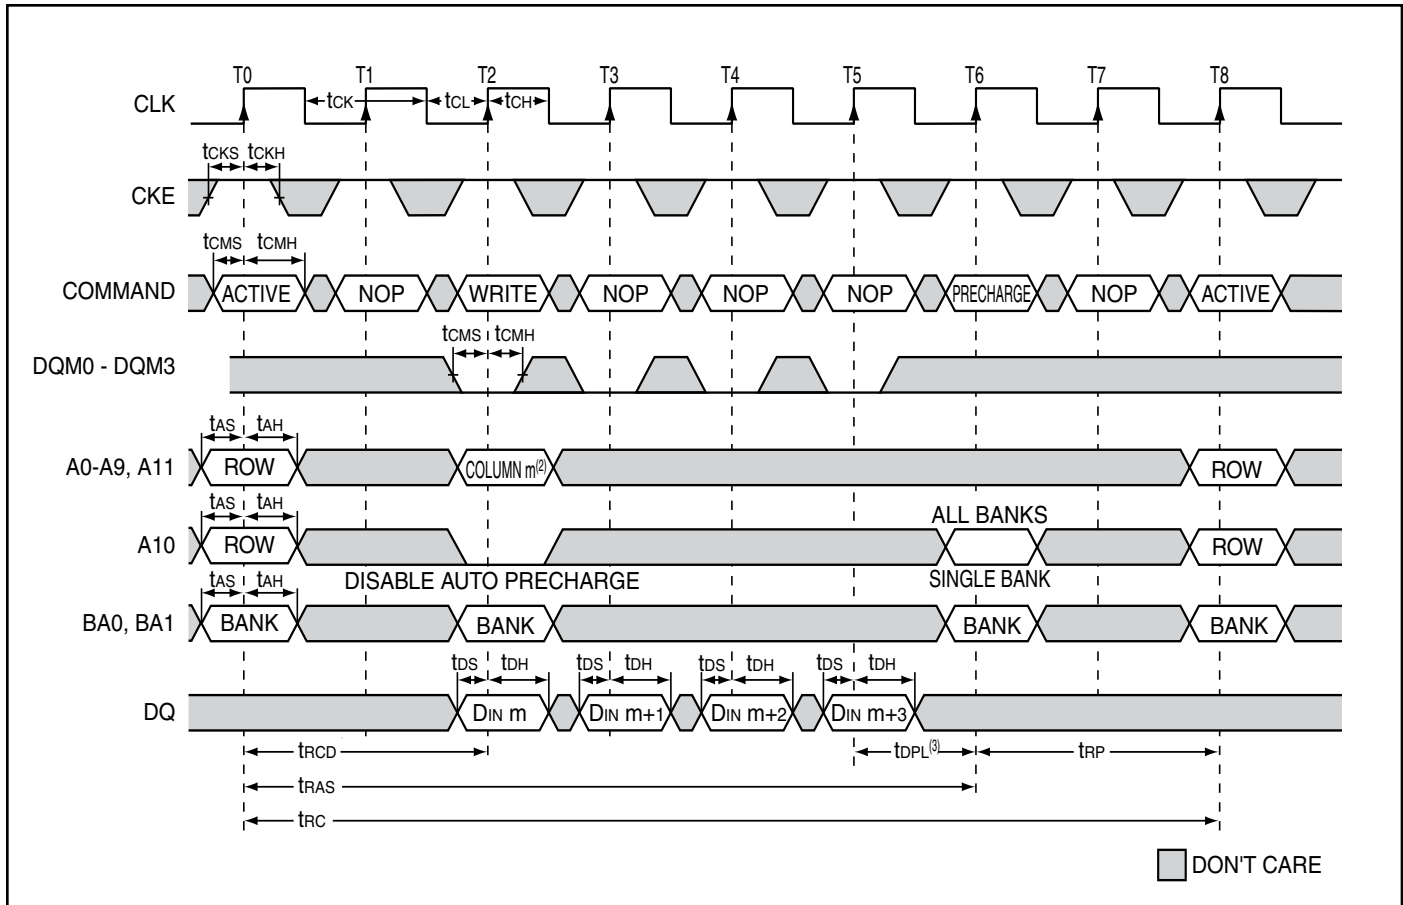 T0 T1 T2 T3 T4 T5 T6 T7 T8
CLK tCK tCL tCH
tCKS tCKH
CKE
tCMS tCMH
COMMAND ACTIVE NOP WRITE NOP NOP NOP PRECHARGE NOP ACTIVE
tCMS tCMH
DQM0 - DQM3
tAS tAH
A0-A9, A11 ROW COLUMN m(2) ROW
tAS tAH ALL BANKS
A10 ROW ROW
tAS tAH DISABLE AUTO PRECHARGE SINGLE BANK
BA0, BA1 BANK BANK BANK BANK
tDS tDH tDS tDH tDS tDH tDS tDH
DQ DIN m DIN m+1 DIN m+2 DIN m+3
tRCD tDPL(3) tRP
tRAS
tRC
DON'T CARE